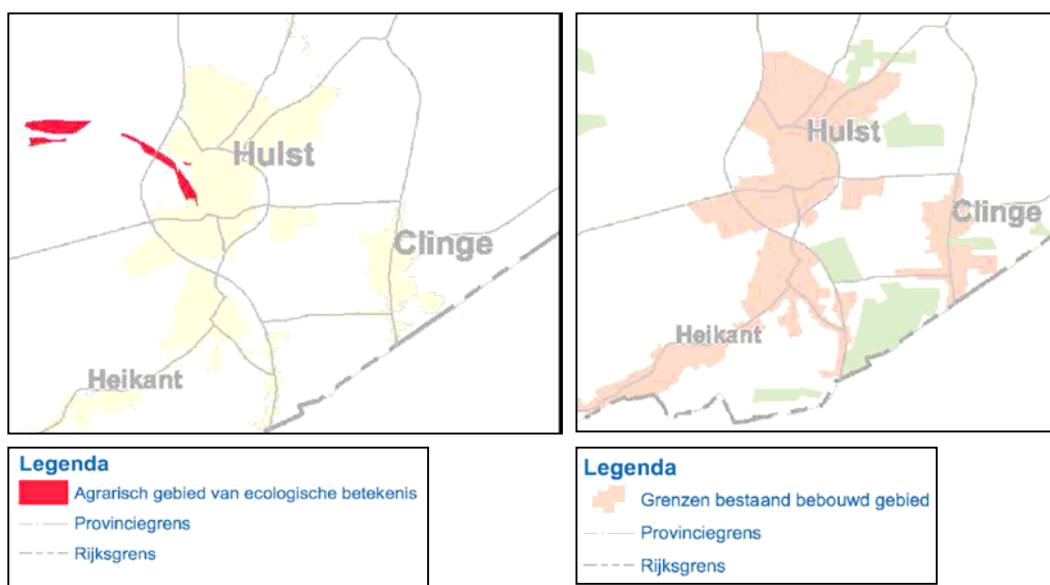 Hulst
Clinge
Heikant
Legenda
Agrarisch gebied van ecologische betekenis
Provinciegrens
Rijksgrens
Hulst
Clinge
Heikant
Legenda
Grenzen bestaand bebouwd gebied
Provinciegrens
Rijksgrens